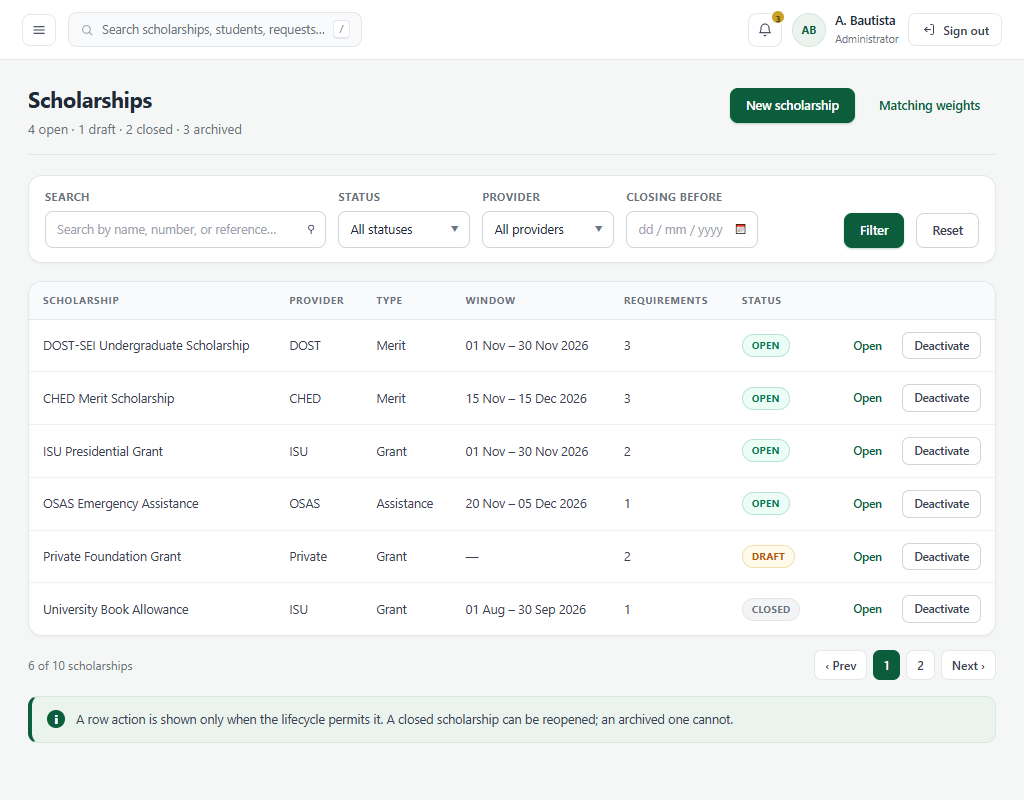 Search scholarships, students, requests... /
3
AB
A. Bautista
Administrator
Sign out
Scholarships
4 open · 1 draft · 2 closed · 3 archived
New scholarship
Matching weights
SEARCH STATUS PROVIDER CLOSING BEFORE
Search by name, number, or reference... All statuses All providers dd / mm / yyyy Filter Reset
SCHOLARSHIP PROVIDER TYPE WINDOW REQUIREMENTS STATUS
DOST-SEI Undergraduate Scholarship DOST Merit 01 Nov – 30 Nov 2026 3 OPEN Open Deactivate
CHED Merit Scholarship CHED Merit 15 Nov – 15 Dec 2026 3 OPEN Open Deactivate
ISU Presidential Grant ISU Grant 01 Nov – 30 Nov 2026 2 OPEN Open Deactivate
OSAS Emergency Assistance OSAS Assistance 20 Nov – 05 Dec 2026 1 OPEN Open Deactivate
Private Foundation Grant Private Grant — 2 DRAFT Open Deactivate
University Book Allowance ISU Grant 01 Aug – 30 Sep 2026 1 CLOSED Open Deactivate
6 of 10 scholarships ‹ Prev 1 2 Next ›
A row action is shown only when the lifecycle permits it. A closed scholarship can be reopened; an archived one cannot.